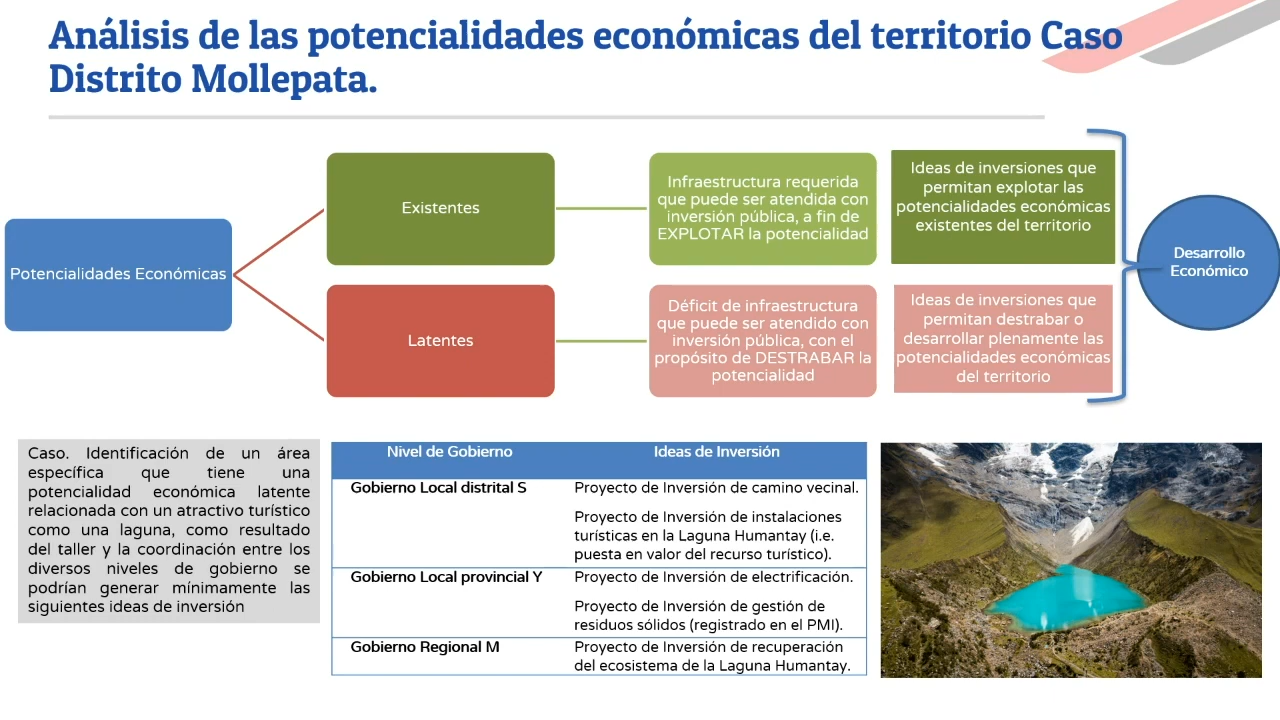 Análisis de las potencialidades económicas del territorio Caso
Distrito Mollepata.
Potencialidades Económicas
Existentes
Infraestructura requerida
que puede ser atendida con
inversión pública, a fin de
EXPLOTAR la potencialidad
Ideas de inversiones que
permitan explotar las
potencialidades económicas
existentes del territorio
Latentes
Déficit de infraestructura
que puede ser atendido con
inversión pública, con el
propósito de DESTRABAR la
potencialidad
Ideas de inversiones que
permitan destrabar o
desarrollar plenamente las
potencialidades económicas
del territorio
Desarrollo
Económico
Caso. Identificación de un área
específica que tiene una
potencialidad económica latente
relacionada con un atractivo turístico
como una laguna, como resultado
del taller y la coordinación entre los
diversos niveles de gobierno se
podrían generar mínimamente las
siguientes ideas de inversión
Nivel de Gobierno Ideas de Inversión
Gobierno Local distrital S Proyecto de Inversión de camino vecinal.
Proyecto de Inversión de instalaciones
turísticas en la Laguna Humantay (i.e.
puesta en valor del recurso turístico).
Gobierno Local provincial Y Proyecto de Inversión de electrificación.
Proyecto de Inversión de gestión de
residuos sólidos (registrado en el PMI).
Gobierno Regional M Proyecto de Inversión de recuperación
del ecosistema de la Laguna Humantay.